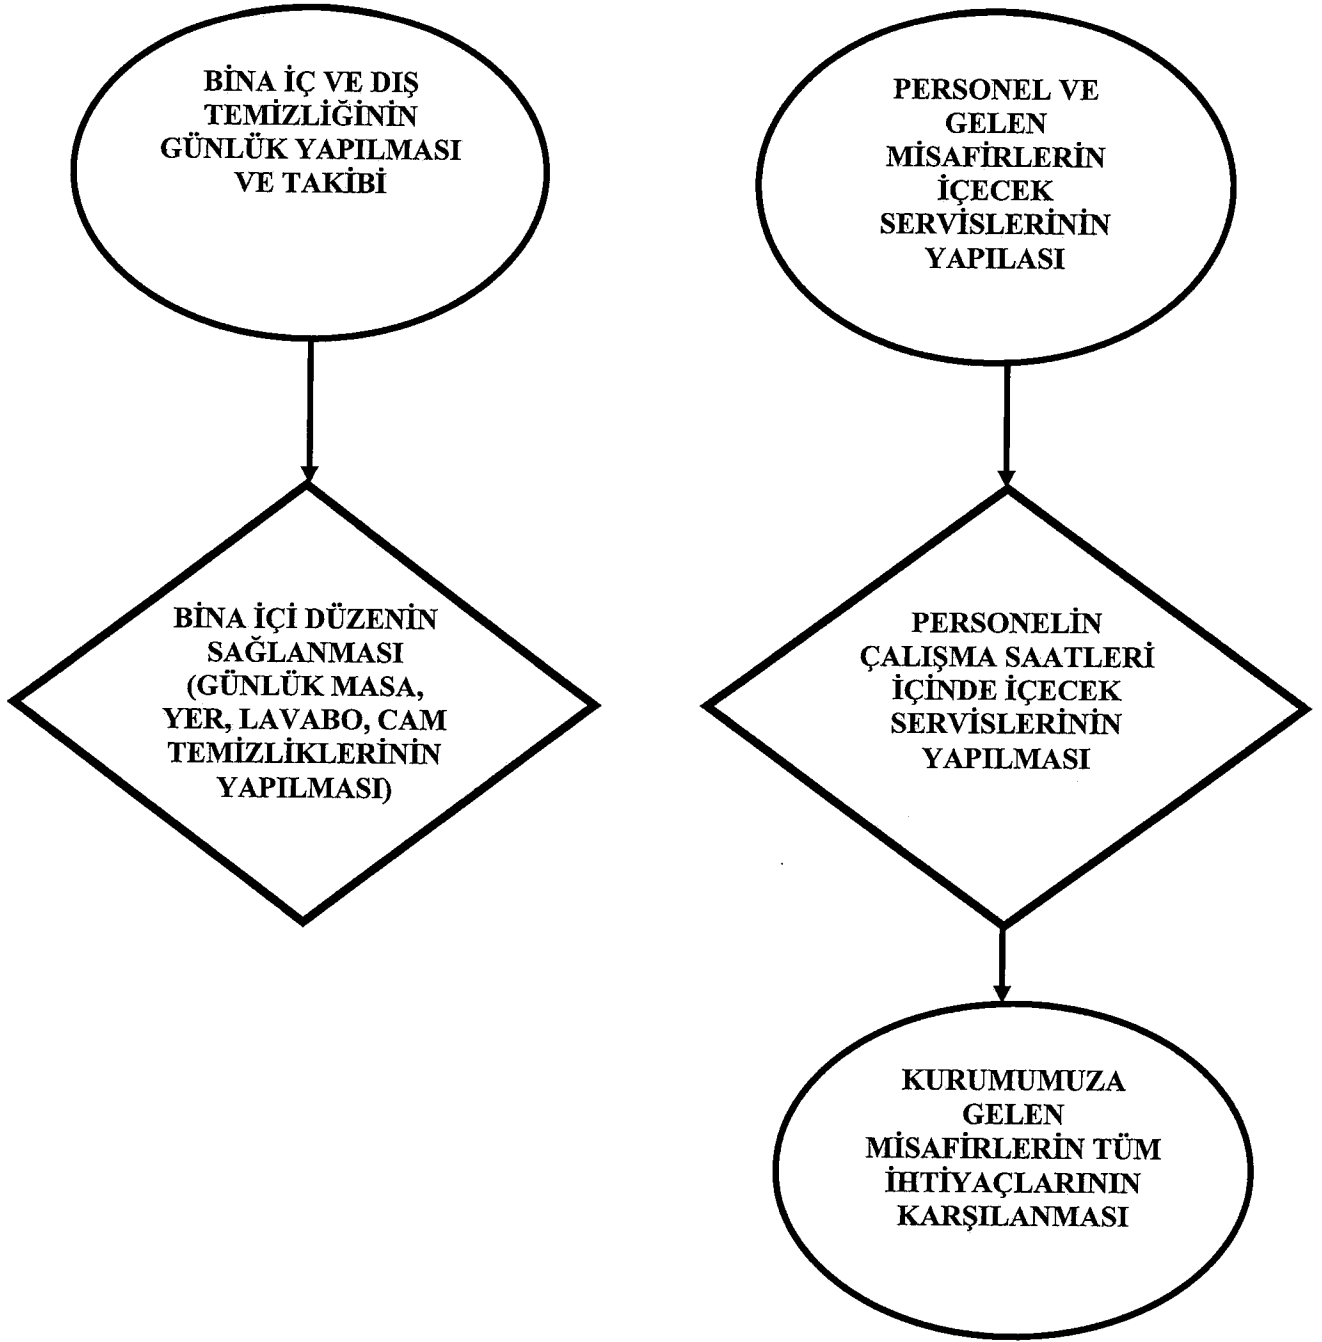 BİNA İÇ VE DIŞ
TEMİZLİĞİNİN
GÜNLÜK YAPILMASI
VE TAKİBİ
BİNA İÇİ DÜZENİN
SAĞLANMASI
(GÜNLÜK MASA,
YER, LAVABO, CAM
TEMİZLİKLERİNİN
YAPILMASI)
PERSONEL VE
GELEN
MİSAFİRLERİN
İÇECEK
SERVİSLERİNİN
YAPILASI
PERSONELİN
ÇALIŞMA SAATLERİ
İÇİNDE İÇECEK
SERVİSLERİNİN
YAPILMASI
KURUMUMUZA
GELEN
MİSAFİRLERİN TÜM
İHTİYAÇLARININ
KARŞILANMASI